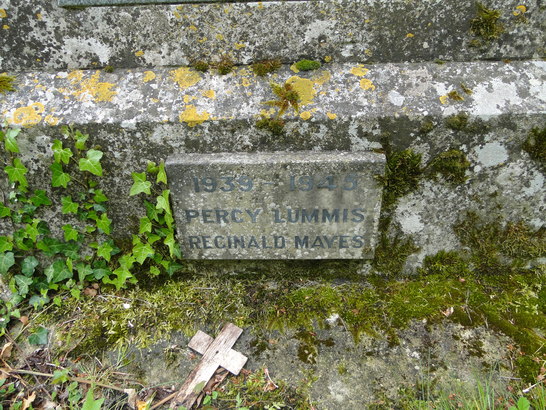 1939 - 1945
PERCY LUMMIS
REGINALD MAYES